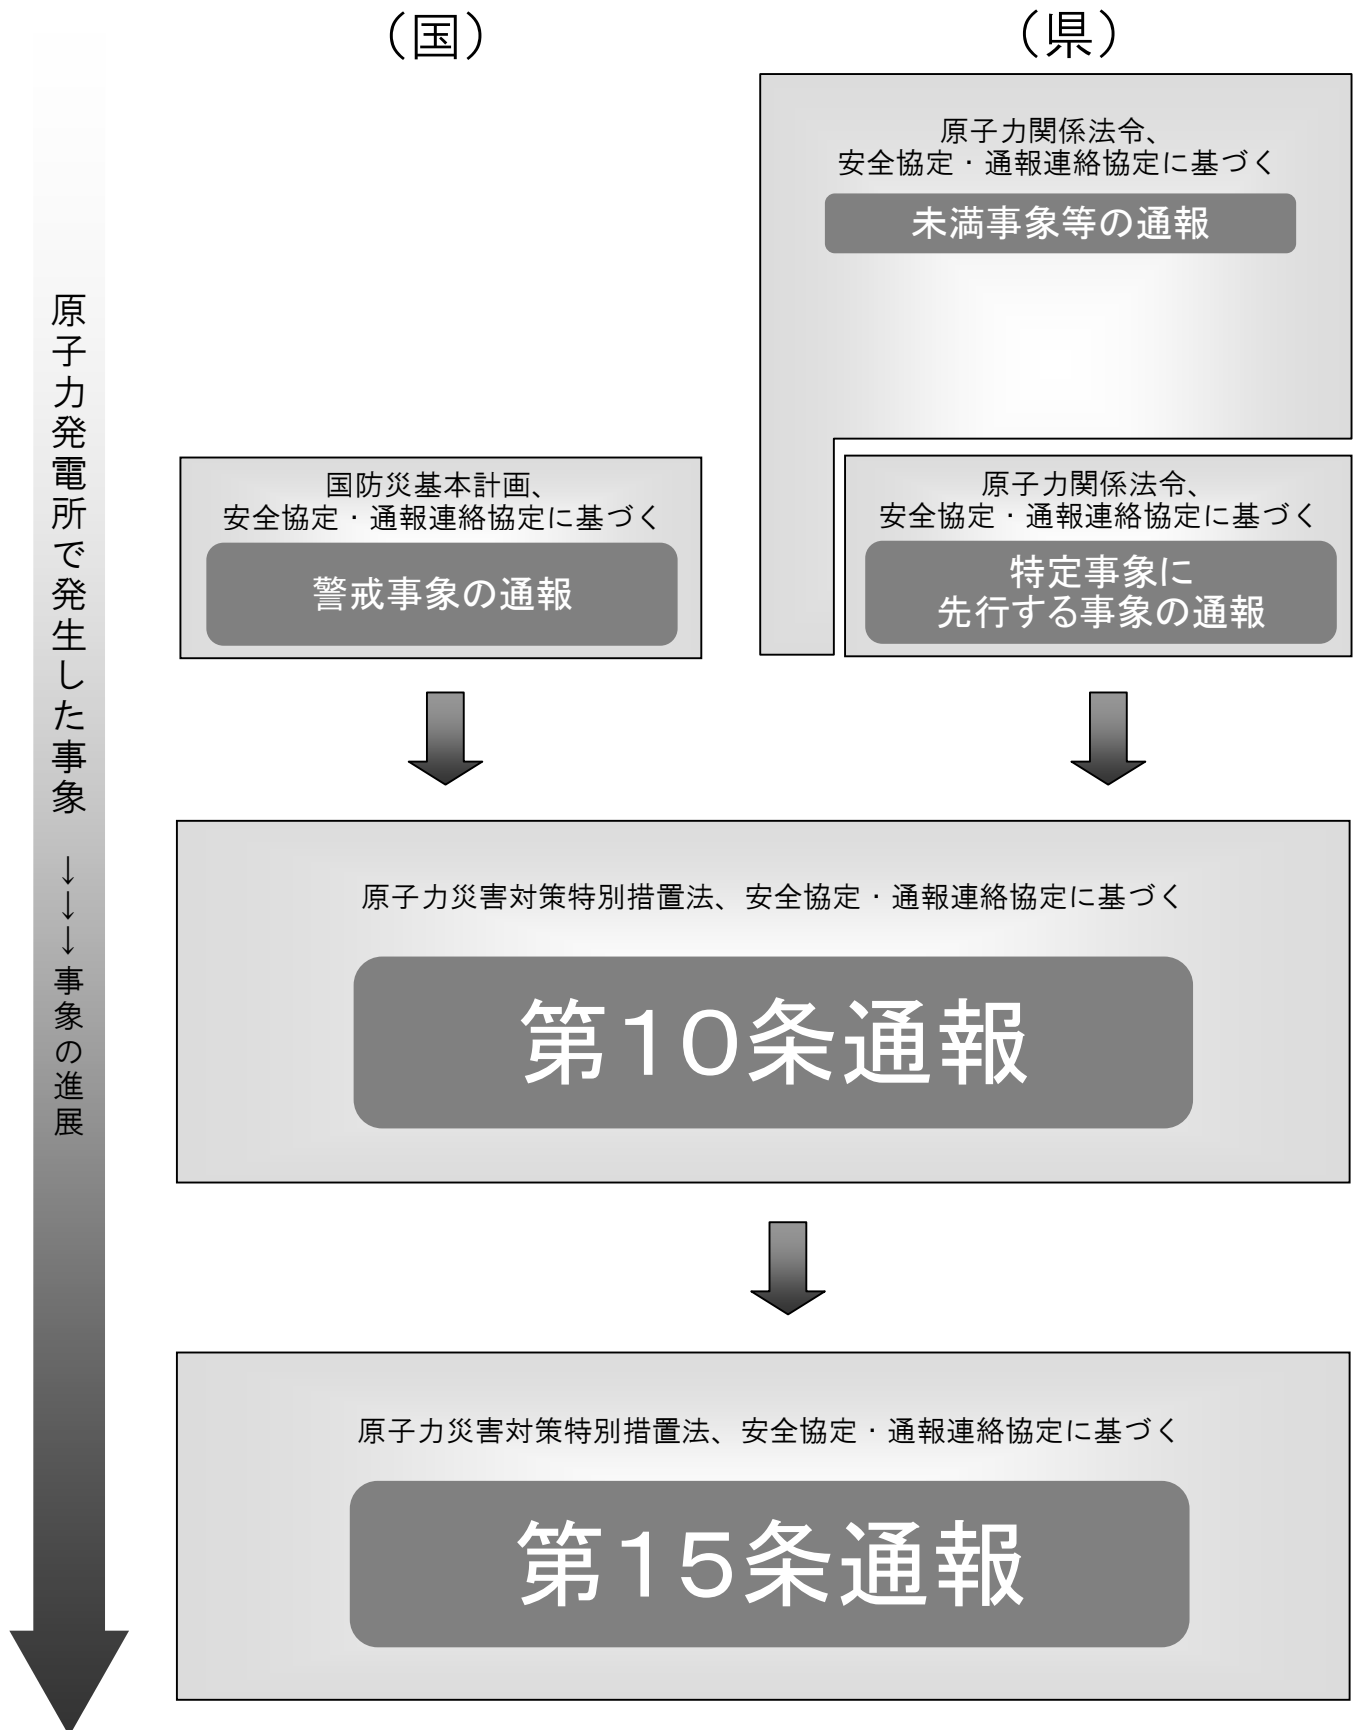 （国）
（県）
原子力関係法令、
安全協定・通報連絡協定に基づく
未満事象等の通報
国防災基本計画、
安全協定・通報連絡協定に基づく
警戒事象の通報
原子力関係法令、
安全協定・通報連絡協定に基づく
特定事象に
先行する事象の通報
原子力発電所で発生した事象　→→→事象の進展
原子力災害対策特別措置法、安全協定・通報連絡協定に基づく
第１０条通報
原子力災害対策特別措置法、安全協定・通報連絡協定に基づく
第１５条通報